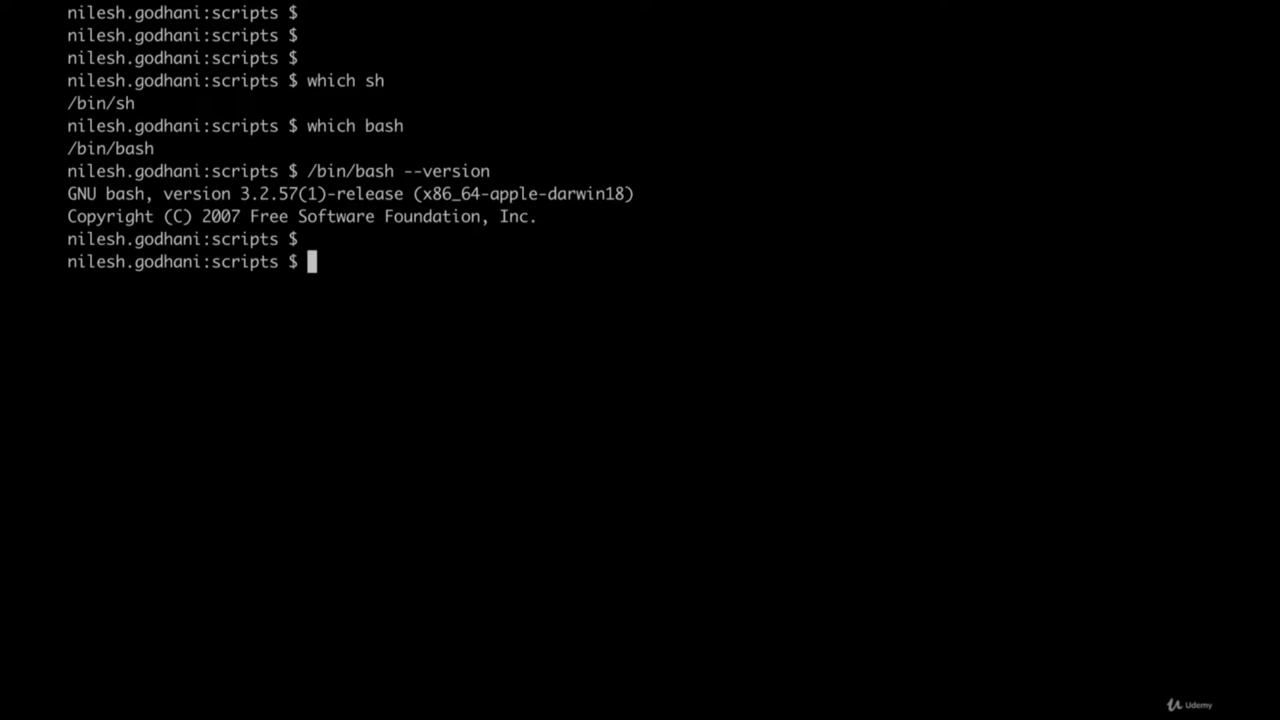 nilesh.godhani:scripts $
nilesh.godhani:scripts $
nilesh.godhani:scripts $
nilesh.godhani:scripts $ which sh
/bin/sh
nilesh.godhani:scripts $ which bash
/bin/bash
nilesh.godhani:scripts $ /bin/bash --version
GNU bash, version 3.2.57(1)-release (x86_64-apple-darwin18)
Copyright (C) 2007 Free Software Foundation, Inc.
nilesh.godhani:scripts $
nilesh.godhani:scripts $
Udemy